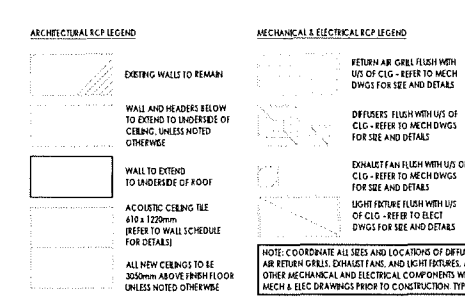 ARCHITECTURAL RCP LEGEND
EXISTING WALLS TO REMAIN
WALL AND HEADERS BELOW
TO EXTEND TO UNDERSIDE OF
CEILING, UNLESS NOTED
OTHERWISE
WALL TO EXTEND
TO UNDERSIDE OF ROOF
ACOUSTIC CEILING TILE
610 x 1220mm
(REFER TO WALL SCHEDULE
FOR DETAILS)
ALL NEW CEILINGS TO BE
3050mm ABOVE FINISH FLOOR
UNLESS NOTED OTHERWISE
MECHANICAL & ELECTRICAL RCP LEGEND
RETURN AIR GRILL FLUSH WITH
U/S OF CLG - REFER TO MECH
DWGS FOR SIZE AND DETAILS
DIFFUSERS FLUSH WITH U/S OF
CLG - REFER TO MECH DWGS
FOR SIZE AND DETAILS
EXHAUST FAN FLUSH WITH U/S OF
CLG - REFER TO MECH DWGS
FOR SIZE AND DETAILS
LIGHT FIXTURE FLUSH WITH U/S
OF CLG - REFER TO ELECT
DWGS FOR SIZE AND DETAILS
NOTE: COORDINATE ALL SIZES AND LOCATIONS OF DIFFU
AIR RETURN GRILLS, EXHAUST FANS, AND LIGHT FIXTURES, A
OTHER MECHANICAL AND ELECTRICAL COMPONENTS WI
MECH & ELEC DRAWINGS PRIOR TO CONSTRUCTION. TYP